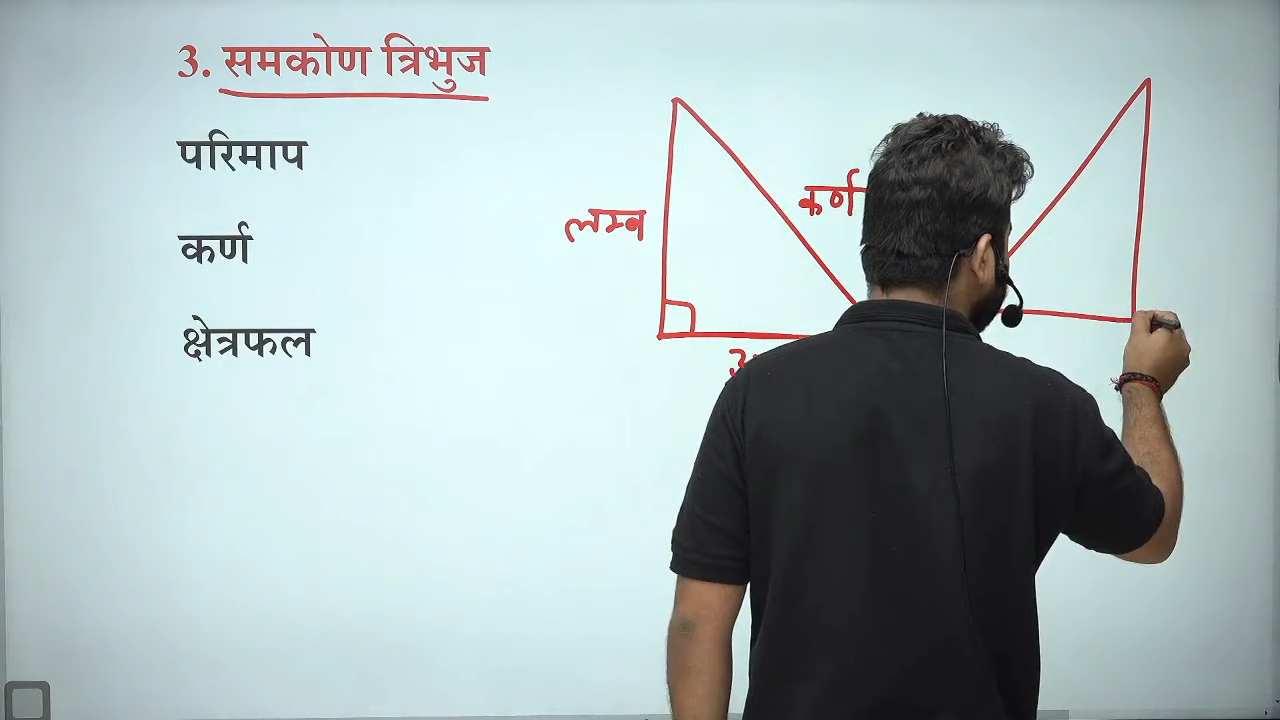 3. समकोण त्रिभुज
परिमाप
कर्ण
क्षेत्रफल
लम्ब
कर्ण